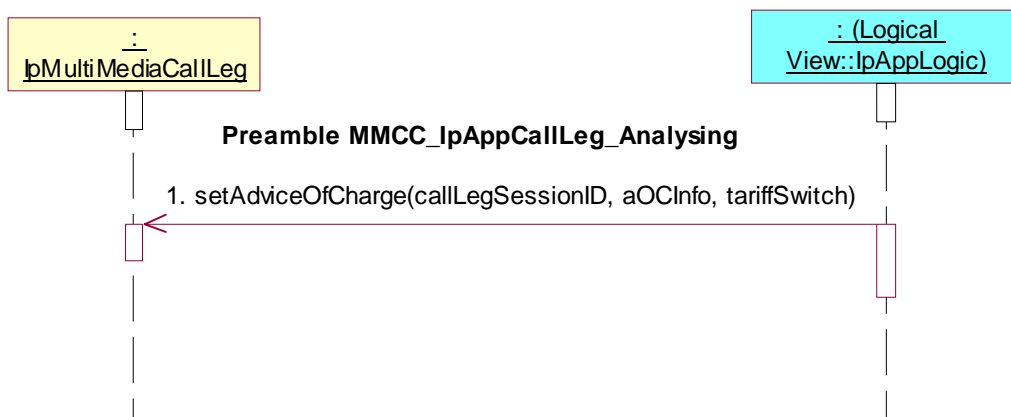 :
IpMultiMediaCallLeg
: (Logical
View::IpAppLogic)
Preamble MMCC_IpAppCallLeg_Analysing
1. setAdviceOfCharge(callLegSessionID, aOCInfo, tariffSwitch)